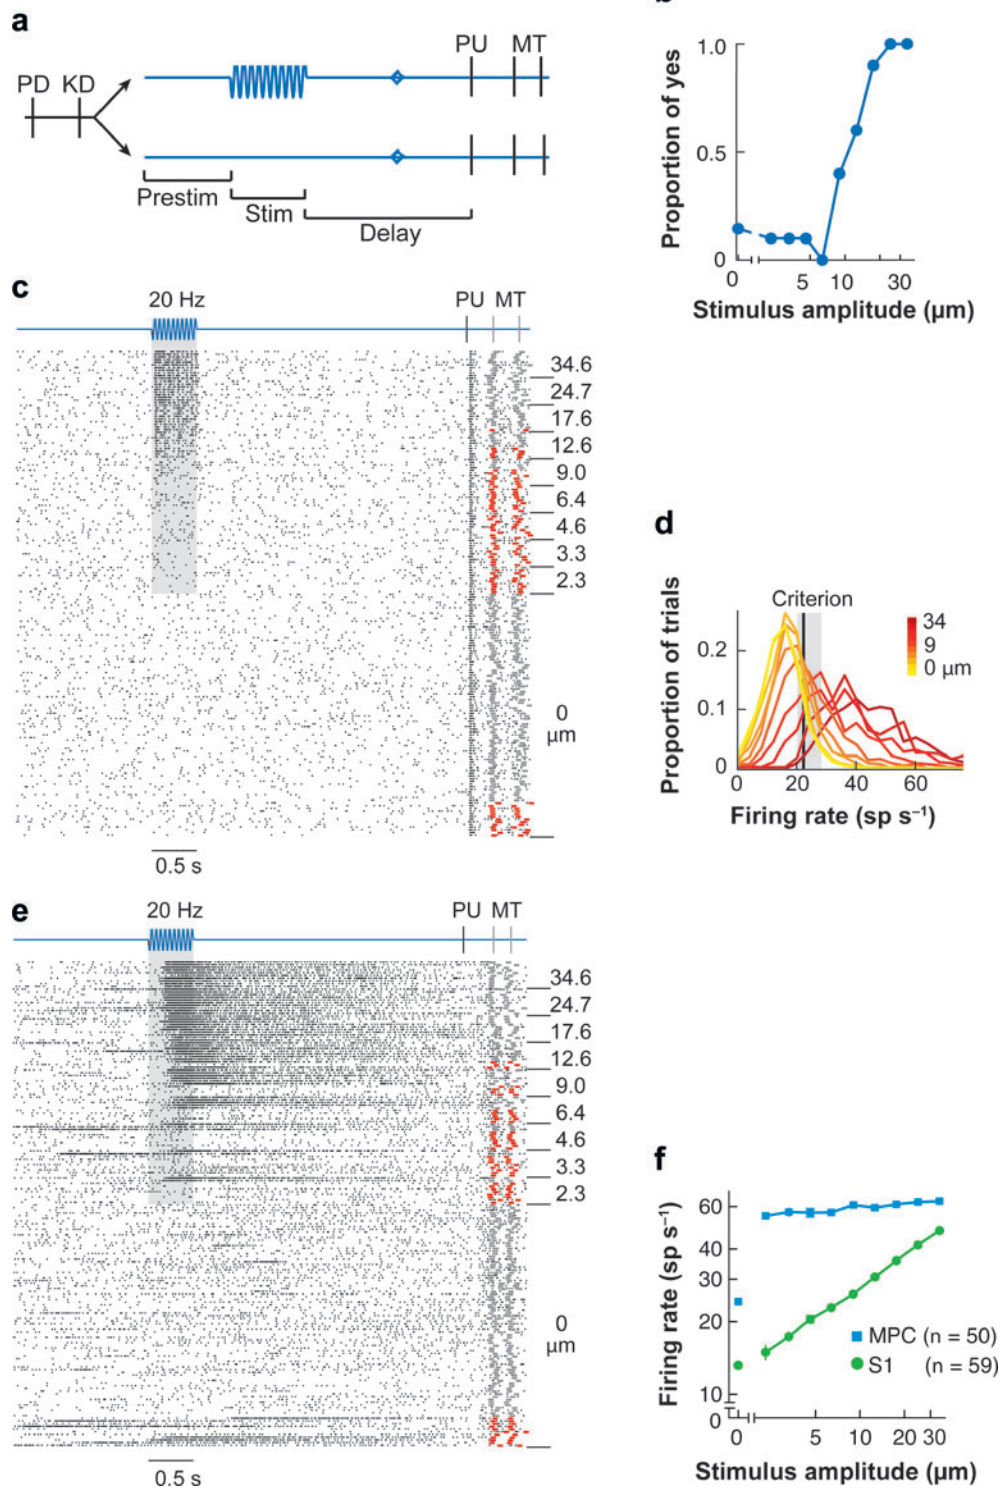 a
PD KD
PU MT
Prestim
Stim
Delay
b
Proportion of yes
1.0
0.5
0
0 5 10 30
Stimulus amplitude (µm)
c
20 Hz
PU MT
34.6
24.7
17.6
12.6
9.0
6.4
4.6
3.3
2.3
0
µm
0.5 s
d
Proportion of trials
Criterion
34
9
0 µm
0.2
0.1
0
0 20 40 60
Firing rate (sp s⁻¹)
e
20 Hz
PU MT
34.6
24.7
17.6
12.6
9.0
6.4
4.6
3.3
2.3
0
µm
0.5 s
f
Firing rate (sp s⁻¹)
60
40
30
20
10
0
MPC (n = 50)
S1 (n = 59)
0 5 10 20 30
Stimulus amplitude (µm)